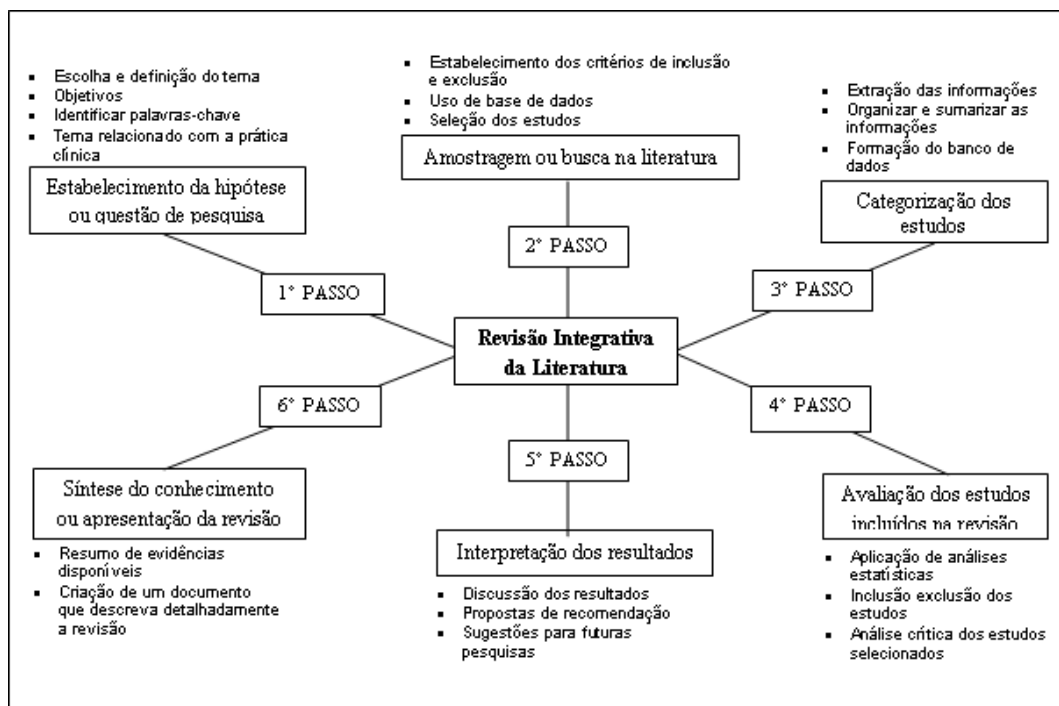 ▪ Escolha e definição do tema
▪ Objetivos
▪ Identificar palavras-chave
▪ Tema relacionado com a prática
clínica
Estabelecimento da hipótese
ou questão de pesquisa
1° PASSO
▪ Estabelecimento dos critérios de inclusão
e exclusão
▪ Uso de base de dados
▪ Seleção dos estudos
Amostragem ou busca na literatura
2° PASSO
▪ Extração das informações
▪ Organizar e sumarizar as
informações
▪ Formação do banco de
dados
Categorização dos
estudos
3° PASSO
Revisão Integrativa
da Literatura
4° PASSO
Avaliação dos estudos
incluídos na revisão
▪ Aplicação de análises
estatísticas
▪ Inclusão exclusão dos
estudos
▪ Análise crítica dos estudos
selecionados
5° PASSO
Interpretação dos resultados
▪ Discussão dos resultados
▪ Propostas de recomendação
▪ Sugestões para futuras
pesquisas
6° PASSO
Síntese do conhecimento
ou apresentação da revisão
▪ Resumo de evidências
disponíveis
▪ Criação de um documento
que descreva detalhadamente
a revisão